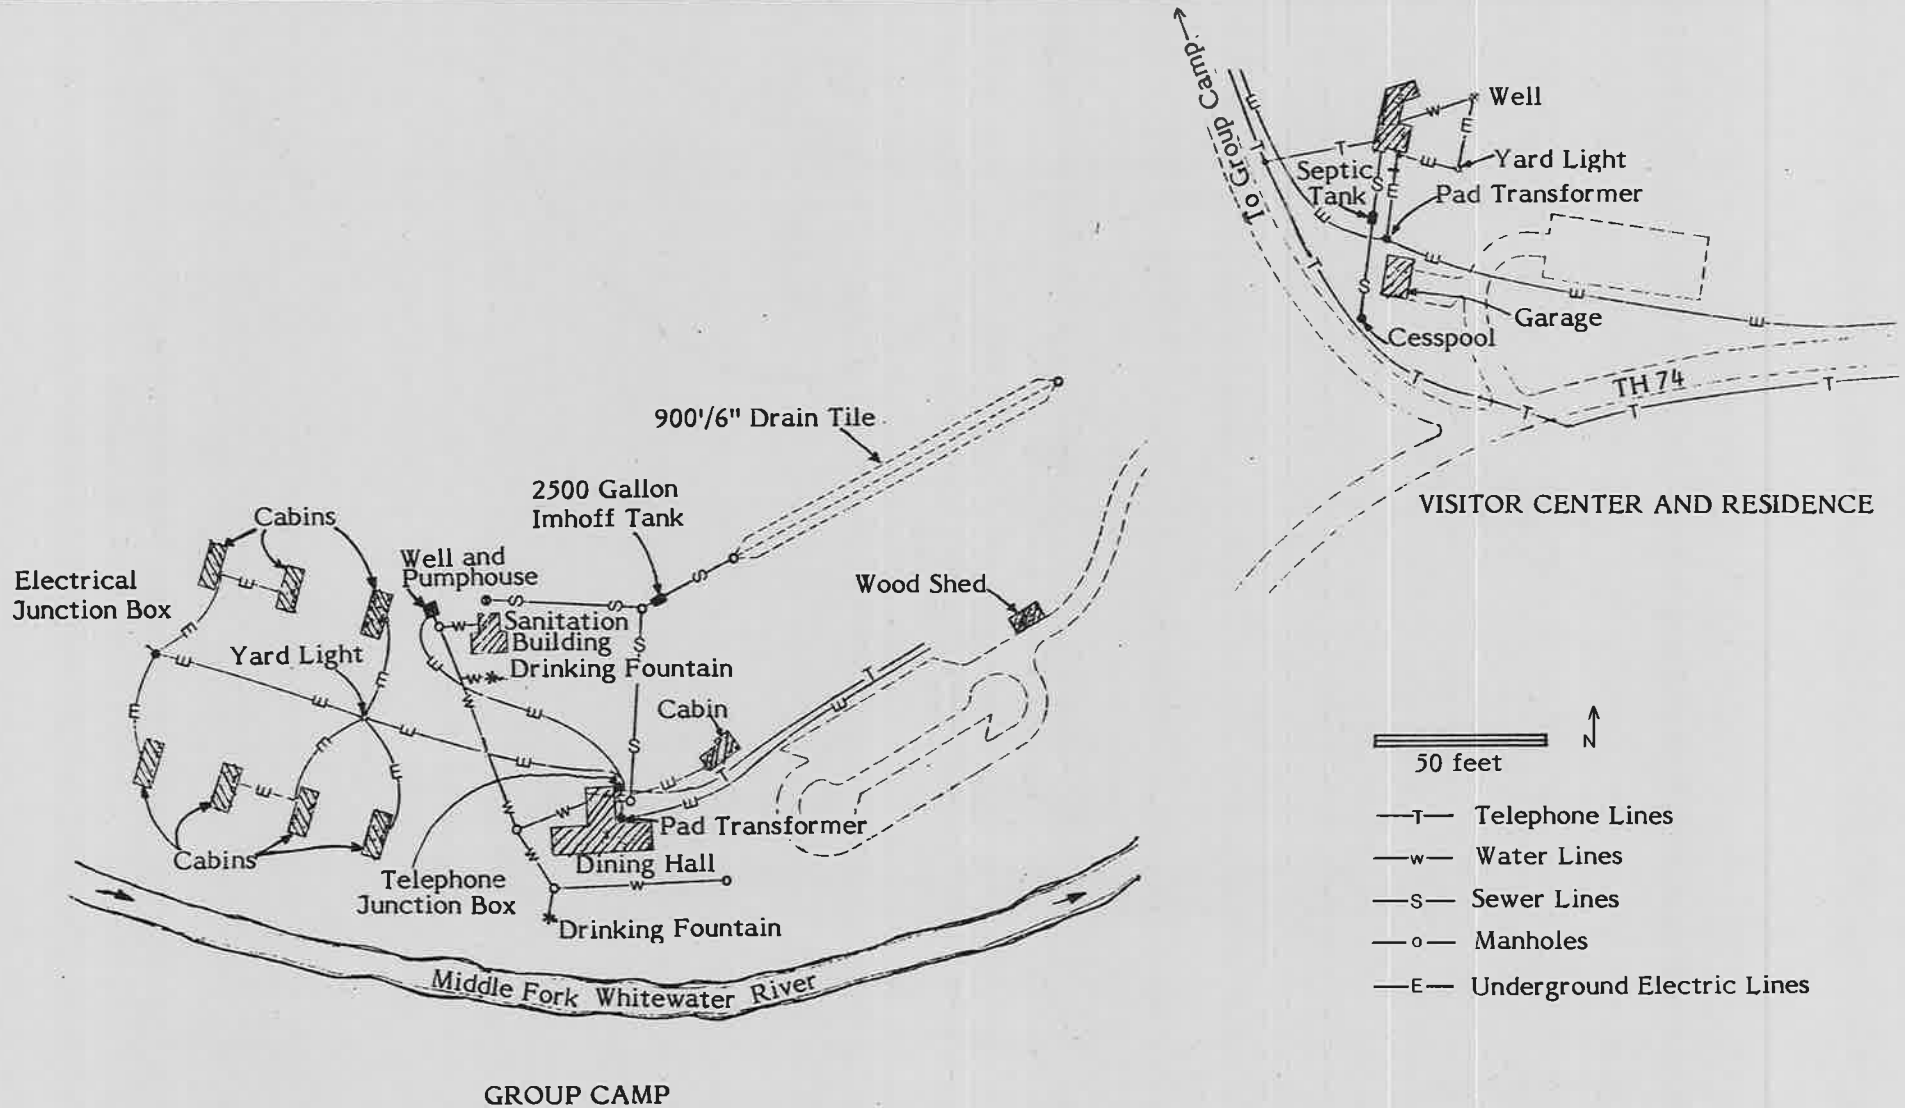 To Group Camp
Well
Yard Light
Septic
Tank
Pad Transformer
Garage
Cesspool
TH 74
VISITOR CENTER AND RESIDENCE
900'/6" Drain Tile
2500 Gallon
Imhoff Tank
Cabins
Well and
Pumphouse
Electrical
Junction Box
Wood Shed
Sanitation
Building
Yard Light
Drinking Fountain
Cabin
Pad Transformer
Cabins
Dining Hall
Telephone
Junction Box
Drinking Fountain
Middle Fork Whitewater River
GROUP CAMP
N
50 feet
T Telephone Lines
W Water Lines
S Sewer Lines
o Manholes
E Underground Electric Lines